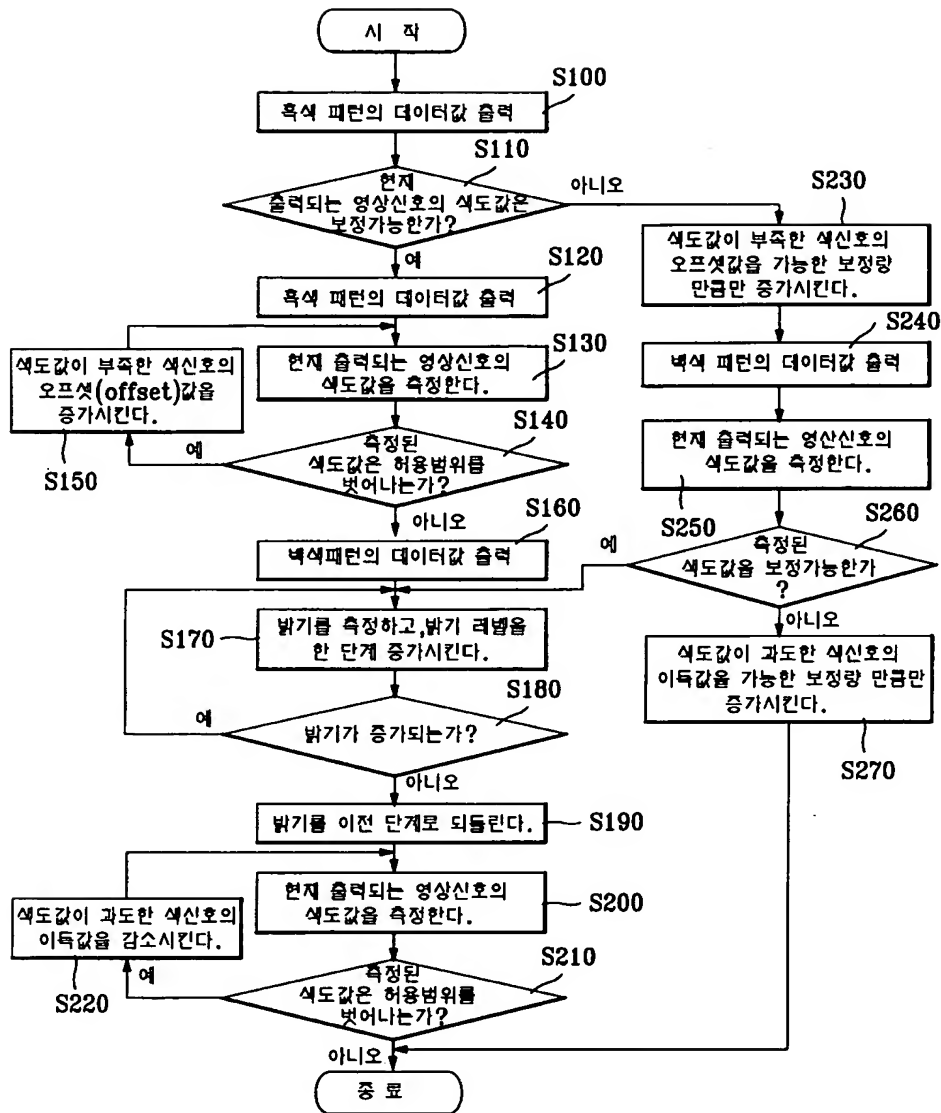 시 작
S100
흑색 패턴의 데이터값 출력
S110
현재
출력되는 영상신호의 색도값은
보정가능한가?
아니오
예
S120
흑색 패턴의 데이터값 출력
S130
현재 출력되는 영상신호의
색도값을 측정한다.
S140
측정된
색도값은 허용범위를
벗어나는가?
예
색도값이 부족한 색신호의
오프셋(offset)값을
증가시킨다.
S150
아니오
S160
백색패턴의 데이터값 출력
S170
밝기를 측정하고,밝기 레벨을
한 단계 증가시킨다.
S180
밝기가 증가되는가?
예
아니오
밝기를 이전 단계로 되돌린다.
S190
현재 출력되는 영상신호의
색도값을 측정한다.
S200
S210
측정된
색도값은 허용범위를
벗어나는가?
예
색도값이 과도한 색신호의
이득값을 감소시킨다.
S220
아니오
종 료
S230
색도값이 부족한 색신호의
오프셋값을 가능한 보정량
만큼만 증가시킨다.
S240
백색 패턴의 데이터값 출력
현재 출력되는 영산신호의
색도값을 측정한다.
S250
S260
측정된
색도값을 보정가능한가
?
예
아니오
색도값이 과도한 색신호의
이득값을 가능한 보정량 만큼만
증가시킨다.
S270